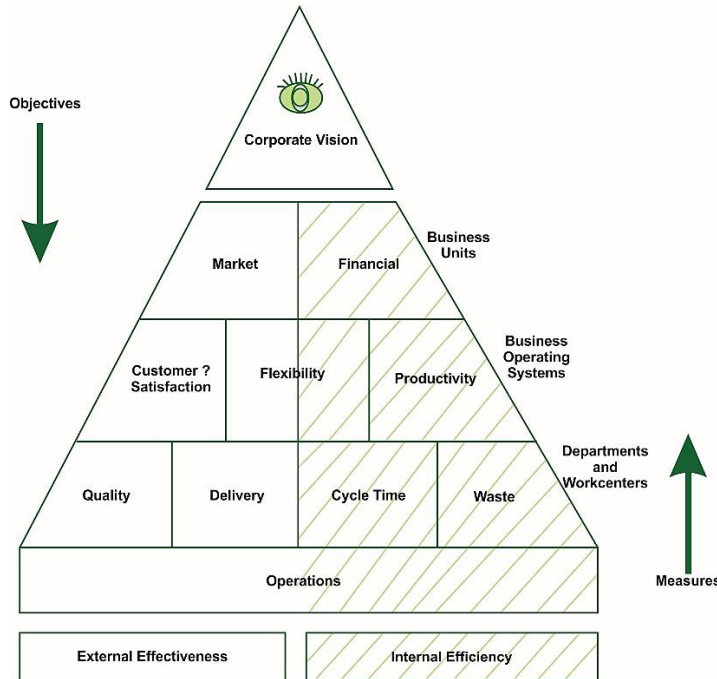 Objectives
Corporate Vision
Market
Financial
Business
Units
Customer ?
Satisfaction
Flexibility
Productivity
Business
Operating
Systems
Quality
Delivery
Cycle Time
Waste
Departments
and
Workcenters
Operations
Measures
External Effectiveness
Internal Efficiency